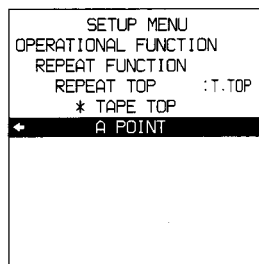 SETUP MENU
OPERATIONAL FUNCTION
REPEAT FUNCTION
REPEAT TOP :T.TOP
* TAPE TOP
← A POINT